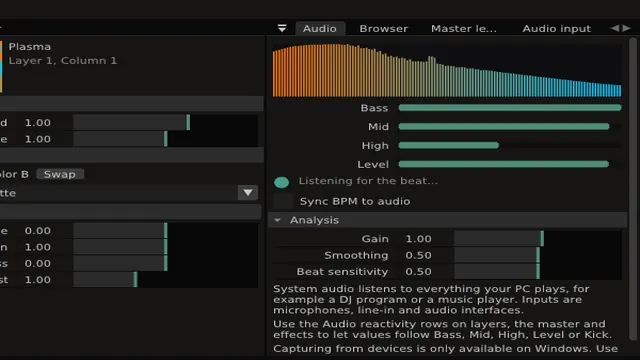 Audio Browser Master le... Audio input
Plasma
Layer 1, Column 1
Bass
Mid
High
Level
1.00
1.00
Color B Swap
Listening for the beat...
Sync BPM to audio
Analysis
0.00
1.00
0.00
1.00
Gain 1.00
Smoothing 0.50
Beat sensitivity 0.50
System audio listens to everything your PC plays, for
example a DJ program or a music player. Inputs are
microphones, line-in and audio interfaces.
Use the Audio reactivity rows on layers, the master and
effects to let values follow Bass, Mid, High, Level or Kick.
Capturing from devices is only available on Windows. Use